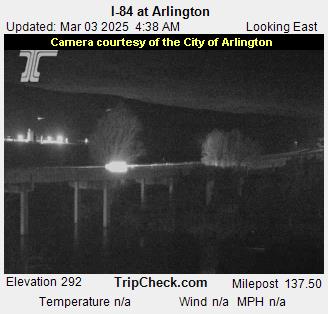 I-84 at Arlington
Updated: Mar 03 2025 4:38 AM Looking East
Camera courtesy of the City of Arlington
Elevation 292 TripCheck.com Milepost 137.50
Temperature n/a Wind n/a MPH n/a